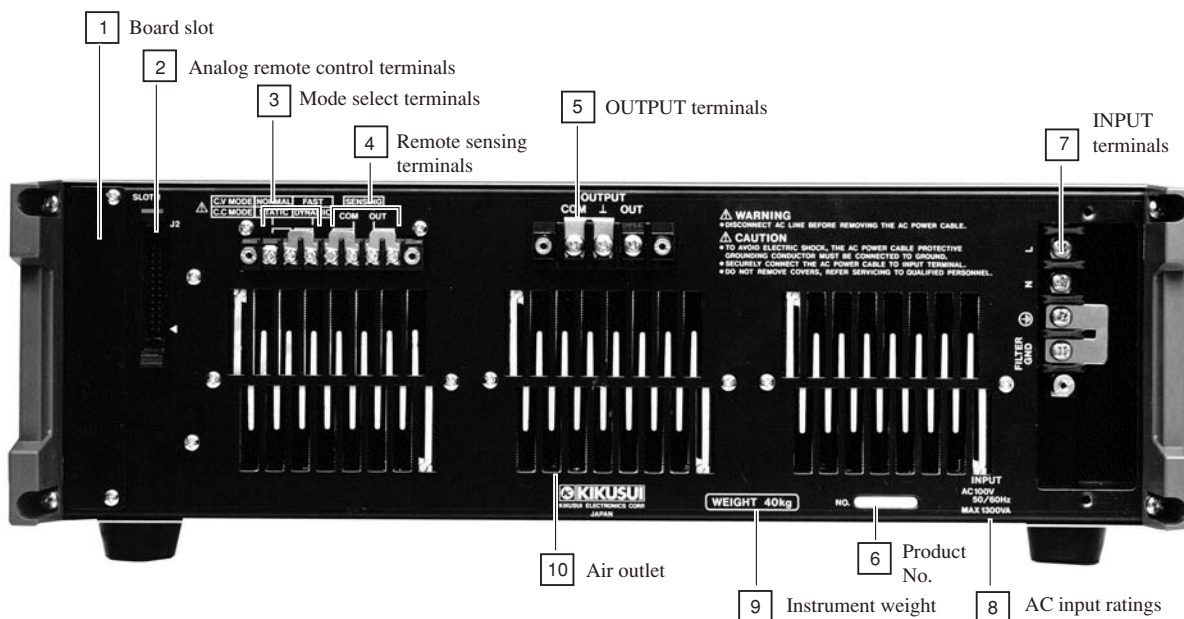 1 Board slot
2 Analog remote control terminals
3 Mode select terminals
4 Remote sensing
terminals
5 OUTPUT terminals
INPUT
7 terminals
SLOT 1
J2
C.V MODE NORMAL FAST SENSING
C.C MODE STATIC DYNAMIC COM OUT
OUTPUT
COM ⊥ OUT
⚠ WARNING
• DISCONNECT AC LINE BEFORE REMOVING THE AC POWER CABLE.
⚠ CAUTION
• TO AVOID ELECTRIC SHOCK, THE AC POWER CABLE PROTECTIVE
GROUNDING CONDUCTOR MUST BE CONNECTED TO GROUND.
• SECURELY CONNECT THE AC POWER CABLE TO INPUT TERMINAL.
• DO NOT REMOVE COVERS, REFER SERVICING TO QUALIFIED PERSONNEL.
L
N
FILTER
GND
KIKUSUI
KIKUSUI ELECTRONICS CORP.
JAPAN
WEIGHT 40kg
NO.
INPUT
AC100V
50/60Hz
MAX 1300VA
10 Air outlet
6 Product
No.
9 Instrument weight
8 AC input ratings